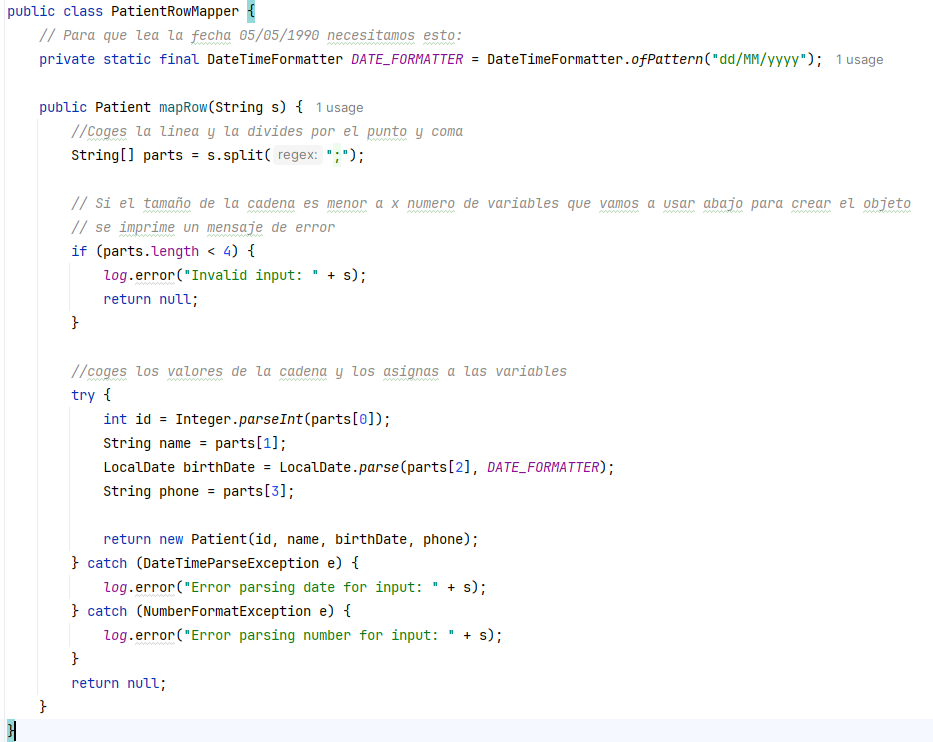 public class PatientRowMapper {
// Para que lea la fecha 05/05/1990 necesitamos esto:
private static final DateTimeFormatter DATE_FORMATTER = DateTimeFormatter.ofPattern("dd/MM/yyyy"); 1 usage
public Patient mapRow(String s) { 1 usage
//Coges la linea y la divides por el punto y coma
String[] parts = s.split( regex: ";");
// Si el tamaño de la cadena es menor a x numero de variables que vamos a usar abajo para crear el objeto
// se imprime un mensaje de error
if (parts.length < 4) {
log.error("Invalid input: " + s);
return null;
}
//coges los valores de la cadena y los asignas a las variables
try {
int id = Integer.parseInt(parts[0]);
String name = parts[1];
LocalDate birthDate = LocalDate.parse(parts[2], DATE_FORMATTER);
String phone = parts[3];
return new Patient(id, name, birthDate, phone);
} catch (DateTimeParseException e) {
log.error("Error parsing date for input: " + s);
} catch (NumberFormatException e) {
log.error("Error parsing number for input: " + s);
}
return null;
}
}